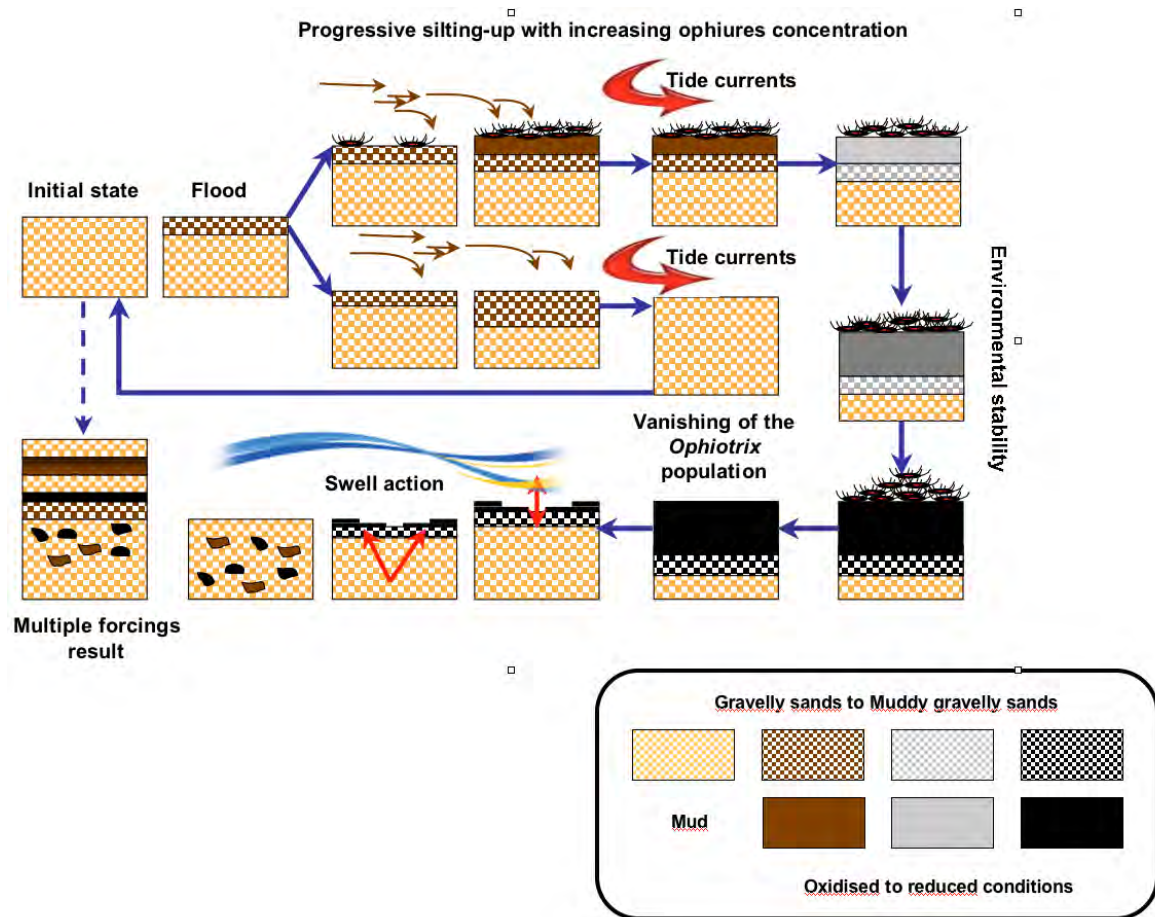 Progressive silting-up with increasing ophiures concentration
Tide currents
Initial state
Flood
Tide currents
Environmental stability
Vanishing of the
Ophiotrix
population
Swell action
Multiple forcings
result
Gravelly sands to Muddy gravelly sands
Mud
Oxidised to reduced conditions